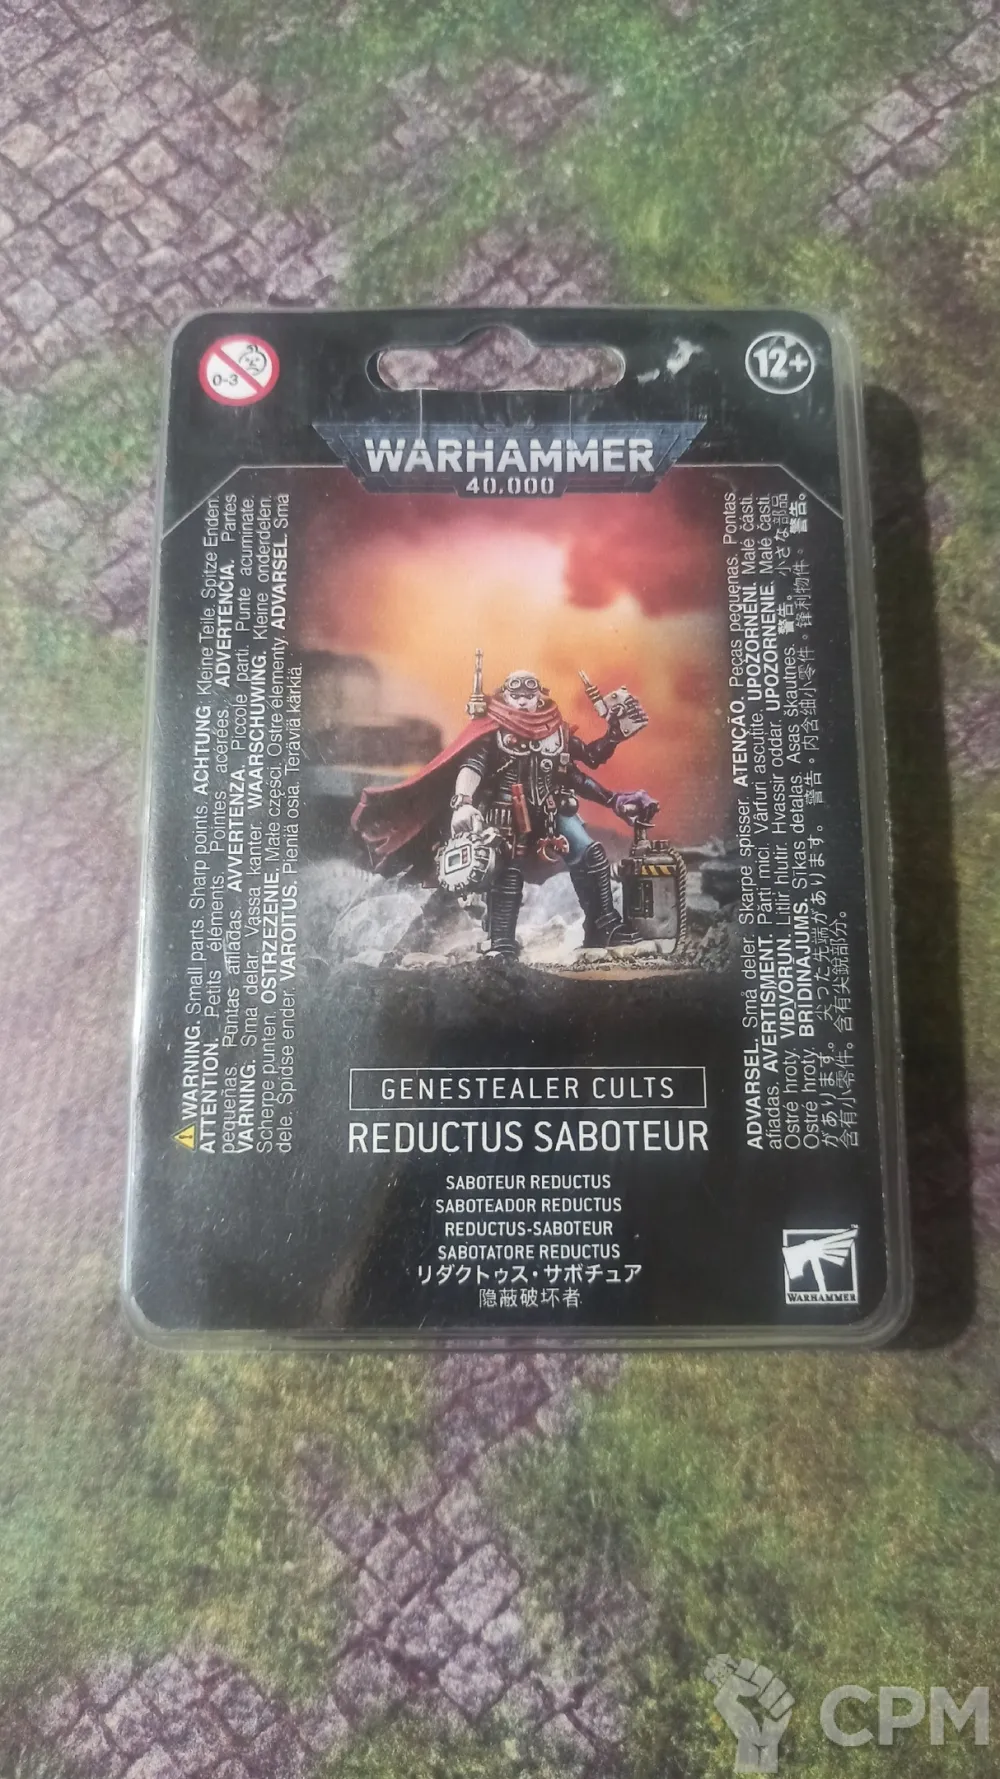 0-3
12+
WARHAMMER
40,000
⚠ WARNING. Small parts. Sharp points. ACHTUNG. Kleine Teile. Spitze Enden.
ATTENTION. Petits éléments. Pointes acérées. ADVERTENCIA. Partes
pequeñas. Puntas afiladas. AVVERTENZA. Piccole parti. Punte acuminate.
VARNING. Små delar. Vassa kanter. WAARSCHUWING. Kleine onderdelen.
Scherpe punten. OSTRZEŻENIE. Małe części. Ostre elementy. ADVARSEL. Små
dele. Spidse ender. VAROITUS. Pieniä osia. Teräviä kärkiä.
ADVARSEL. Små deler. Skarpe spisser. ATENÇÃO. Peças pequenas. Pontas
afiadas. AVERTISMENT. Părți mici. Vârfuri ascuțite. UPOZORNĚNÍ. Malé části.
Ostré hroty. VIÐVÖRUN. Litlir hlutir. Hvassir oddar. UPOZORNENIE. Malé časti.
Ostré hroty. BRĪDINĀJUMS. Sīkas detaļas. Asas šķautnes. 警告。小さな部品
があります。尖った先端があります。警告。内含细小零件。锋利物件。警告。
含有小零件。含有尖銳部分。
GENESTEALER CULTS
REDUCTUS SABOTEUR
SABOTEUR REDUCTUS
SABOTEADOR REDUCTUS
REDUCTUS-SABOTEUR
SABOTATORE REDUCTUS
リダクトゥス・サボチュア
隐蔽破坏者
WARHAMMER
CPM